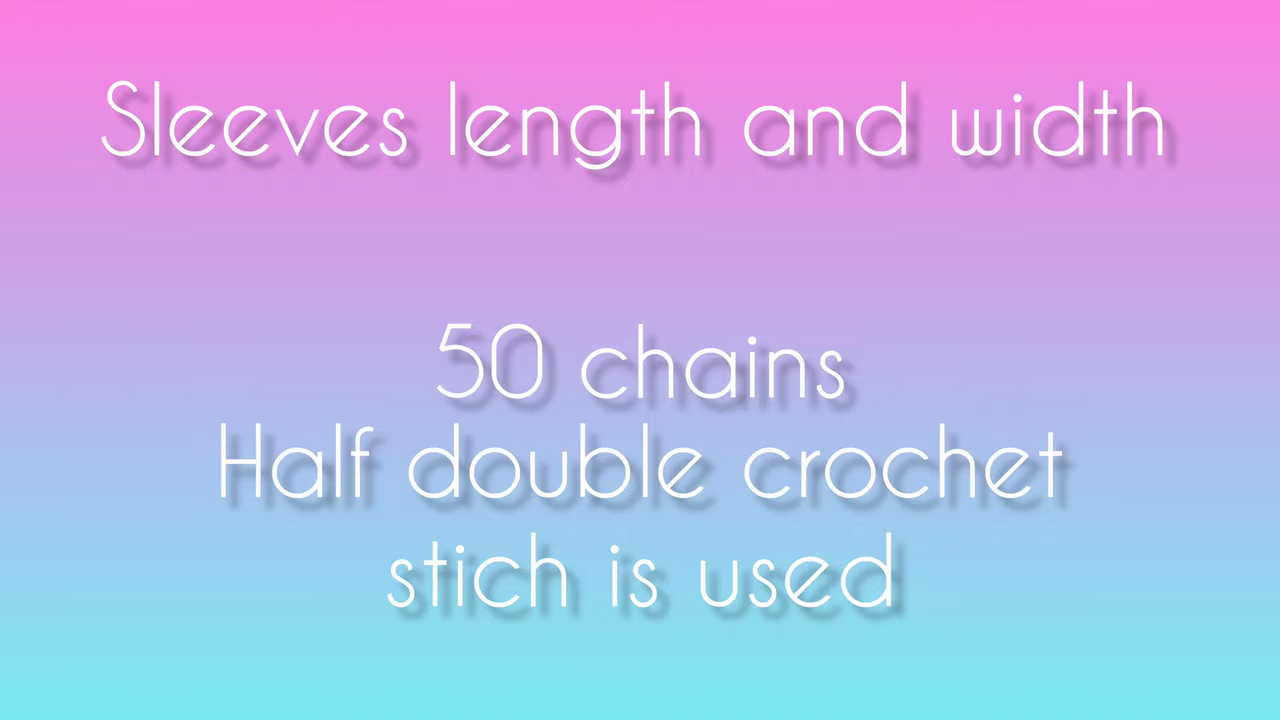 Sleeves length and width
50 chains
Half double crochet
stich is used